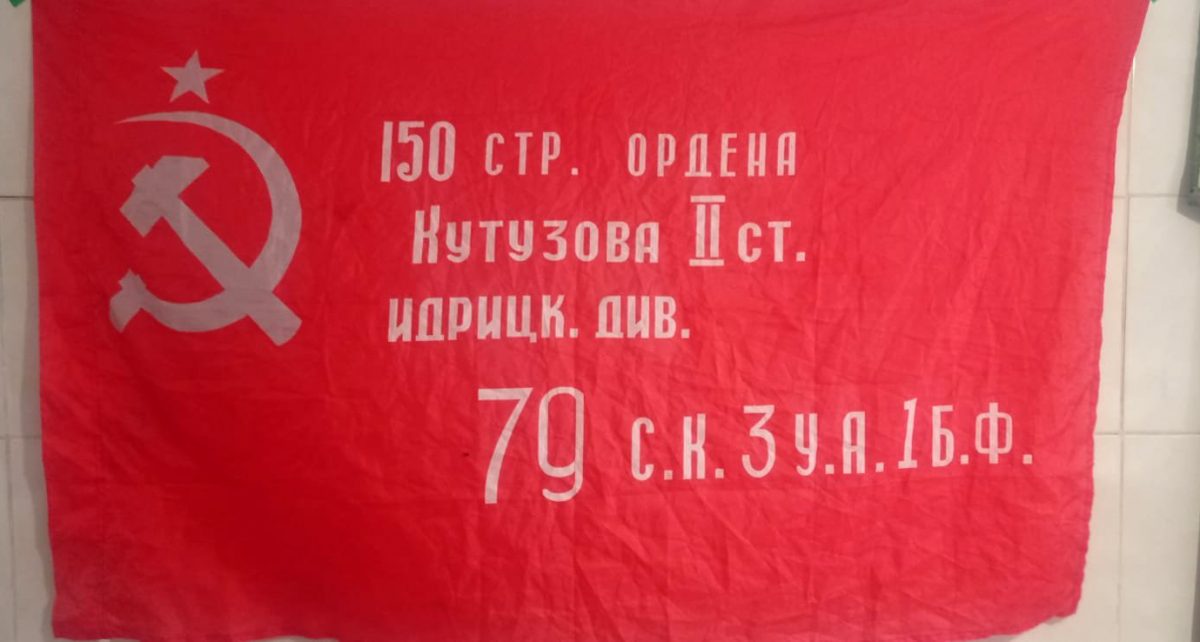 150 СТР. ОРДЕНА
КУТУЗОВА II СТ.
ИДРИЦК. ДИВ.
79 С.К. 3 У.А. 1 Б.Ф.